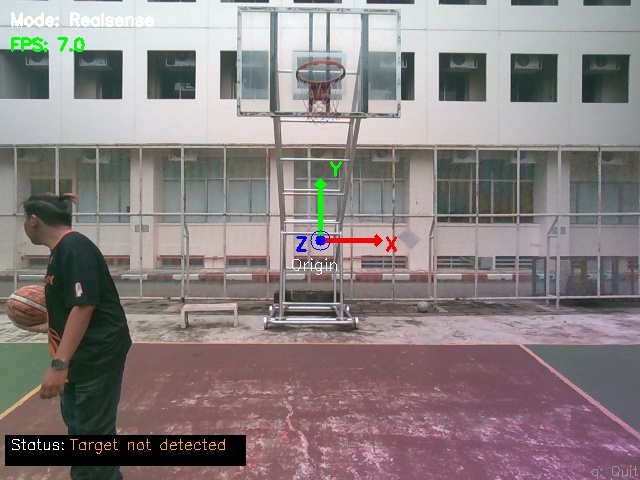 Mode: Realsense
FPS: 7.0
Y
Z
X
Origin
Status: Target not detected
q: Quit